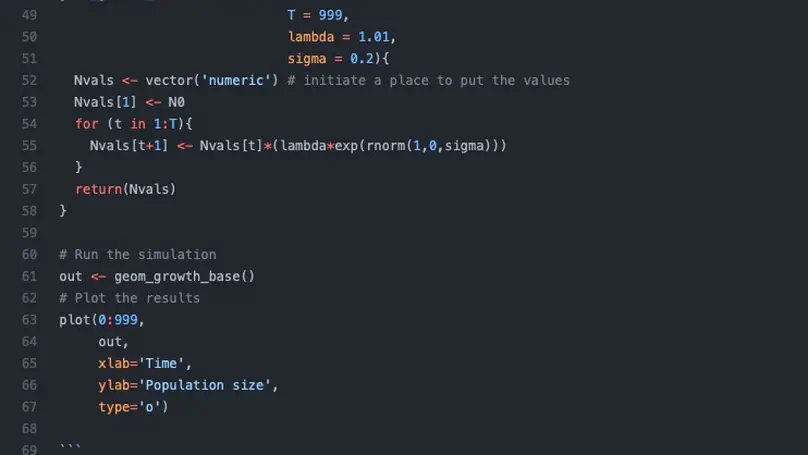 49 T = 999,
50 lambda = 1.01,
51 sigma = 0.2){
52 Nvals <- vector('numeric') # initiate a place to put the values
53 Nvals[1] <- N0
54 for (t in 1:T){
55 Nvals[t+1] <- Nvals[t]*(lambda*exp(rnorm(1,0,sigma)))
56 }
57 return(Nvals)
58 }
59
60 # Run the simulation
61 out <- geom_growth_base()
62 # Plot the results
63 plot(0:999,
64 out,
65 xlab='Time',
66 ylab='Population size',
67 type='o')
68
69 ```